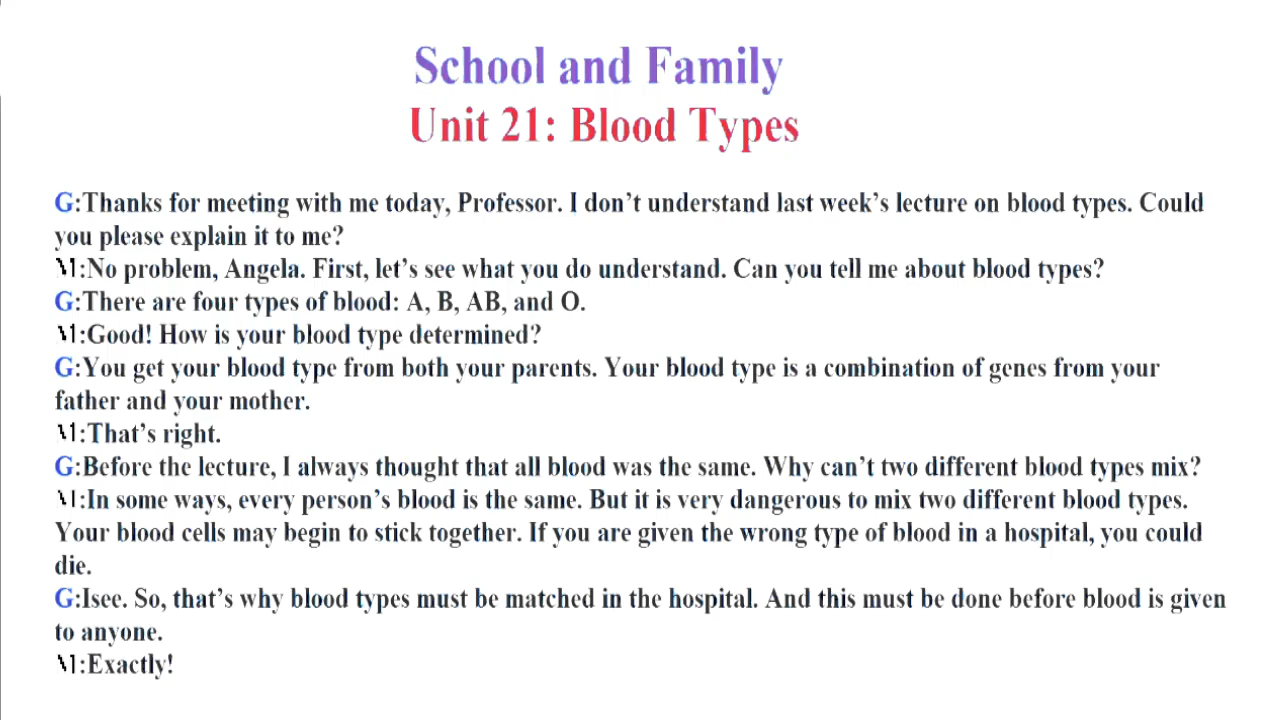 School and Family
Unit 21: Blood Types
G:Thanks for meeting with me today, Professor. I don’t understand last week’s lecture on blood types. Could
you please explain it to me?
:No problem, Angela. First, let’s see what you do understand. Can you tell me about blood types?
G:There are four types of blood: A, B, AB, and O.
:Good! How is your blood type determined?
G:You get your blood type from both your parents. Your blood type is a combination of genes from your
father and your mother.
:That’s right.
G:Before the lecture, I always thought that all blood was the same. Why can’t two different blood types mix?
:In some ways, every person’s blood is the same. But it is very dangerous to mix two different blood types.
Your blood cells may begin to stick together. If you are given the wrong type of blood in a hospital, you could
die.
G:Isee. So, that’s why blood types must be matched in the hospital. And this must be done before blood is given
to anyone.
:Exactly!